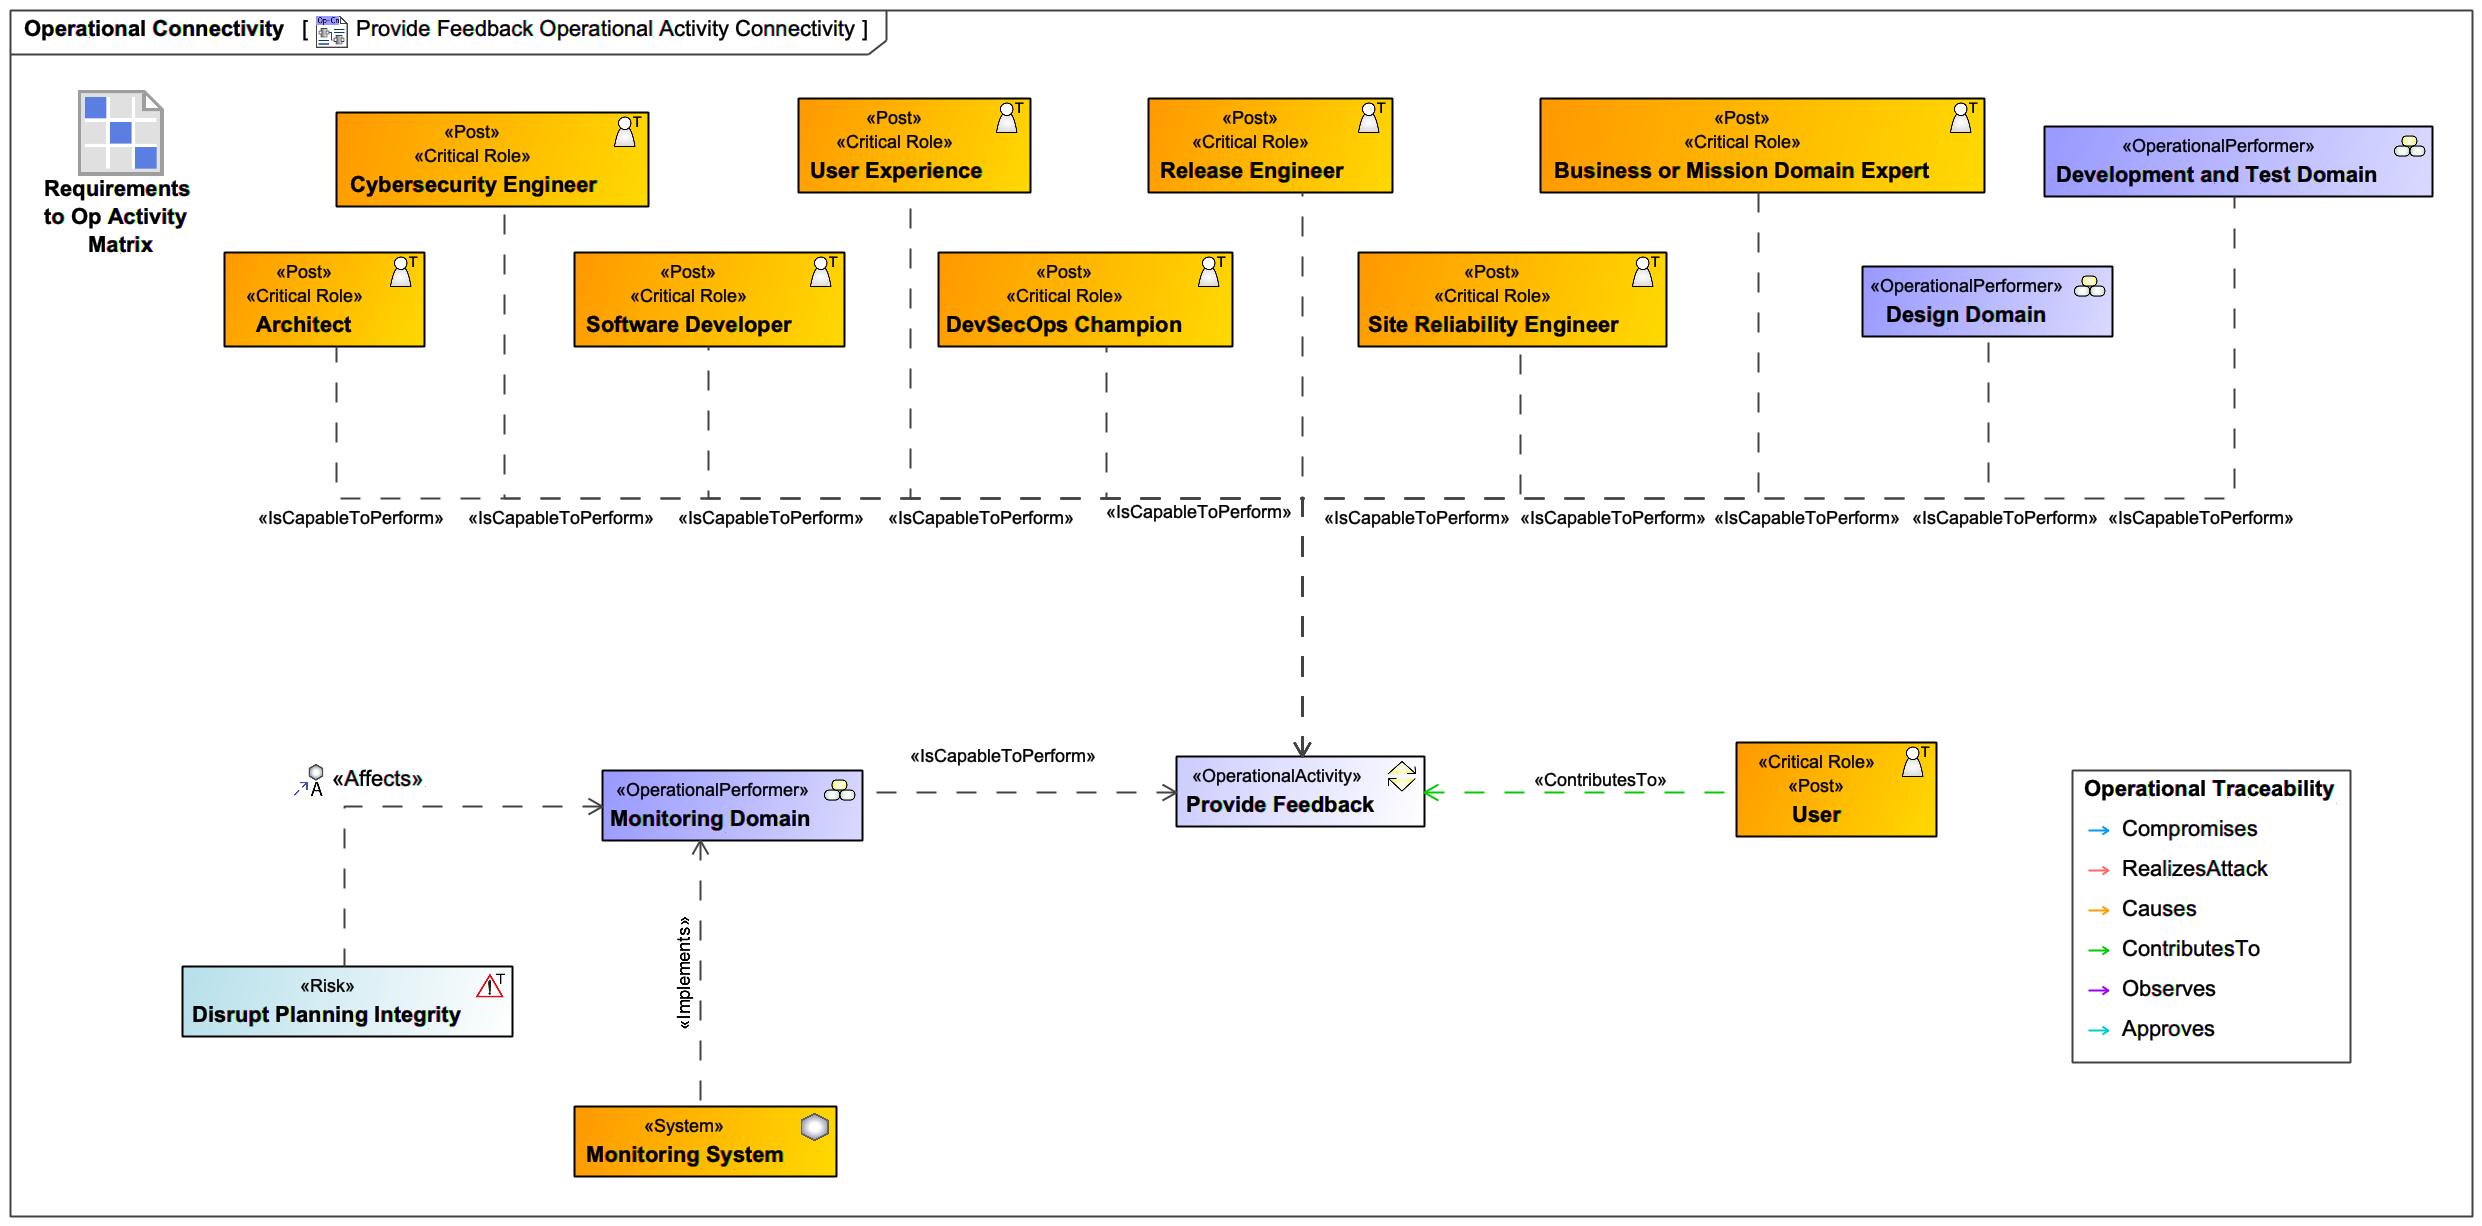 Operational Connectivity [ Provide Feedback Operational Activity Connectivity ]
Requirements
to Op Activity
Matrix
«Post»
«Critical Role»
Cybersecurity Engineer
«Post»
«Critical Role»
User Experience
«Post»
«Critical Role»
Release Engineer
«Post»
«Critical Role»
Business or Mission Domain Expert
«OperationalPerformer»
Development and Test Domain
«Post»
«Critical Role»
Architect
«Post»
«Critical Role»
Software Developer
«Post»
«Critical Role»
DevSecOps Champion
«Post»
«Critical Role»
Site Reliability Engineer
«OperationalPerformer»
Design Domain
«IsCapableToPerform»
«IsCapableToPerform»
«IsCapableToPerform»
«IsCapableToPerform»
«IsCapableToPerform»
«IsCapableToPerform»
«IsCapableToPerform»
«IsCapableToPerform»
«IsCapableToPerform»
«IsCapableToPerform»
«Affects»
«OperationalPerformer»
Monitoring Domain
«IsCapableToPerform»
«OperationalActivity»
Provide Feedback
«ContributesTo»
«Critical Role»
«Post»
User
«Risk»
Disrupt Planning Integrity
«Implements»
«System»
Monitoring System
Operational Traceability
Compromises
RealizesAttack
Causes
ContributesTo
Observes
Approves